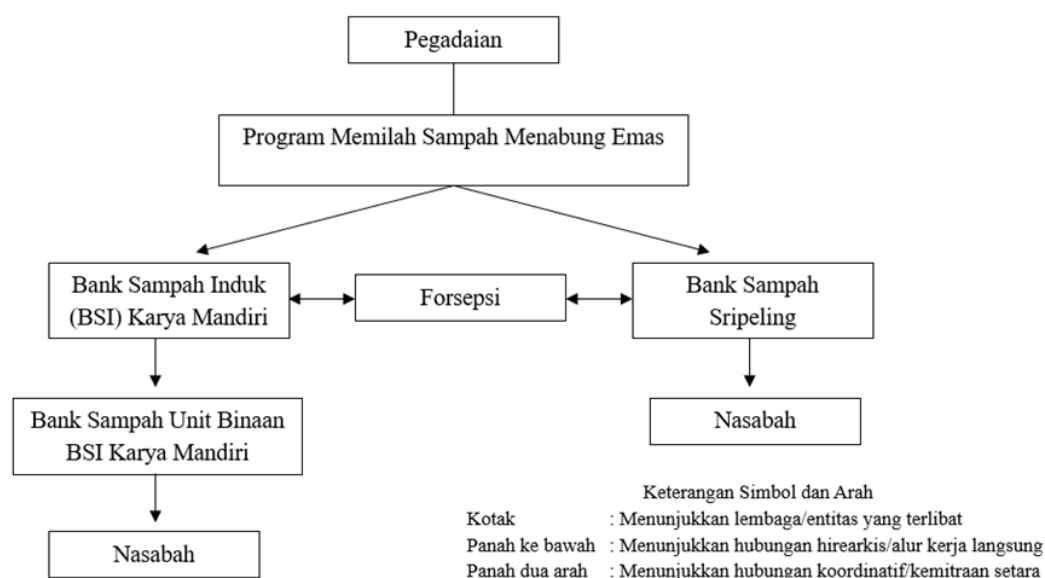 Pegadaian
Program Memilah Sampah Menabung Emas
Bank Sampah Induk
(BSI) Karya Mandiri
Forsepsi
Bank Sampah
Sripeling
Bank Sampah Unit Binaan
BSI Karya Mandiri
Nasabah
Nasabah
Keterangan Simbol dan Arah
Kotak : Menunjukkan lembaga/entitas yang terlibat
Panah ke bawah : Menunjukkan hubungan hirearkis/alur kerja langsung
Panah dua arah : Menunjukkan hubungan koordinatif/kemitraan setara